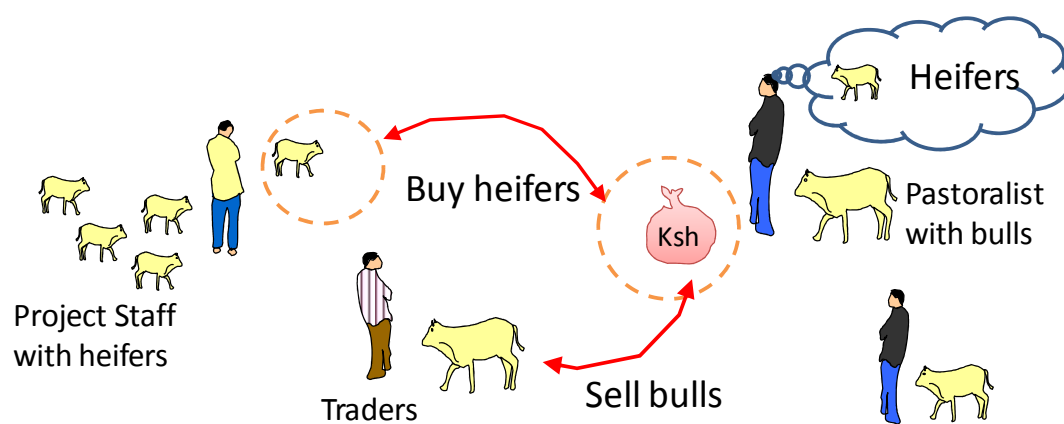 Heifers
Buy heifers
Pastoralist
with bulls
Ksh
Project Staff
with heifers
Sell bulls
Traders